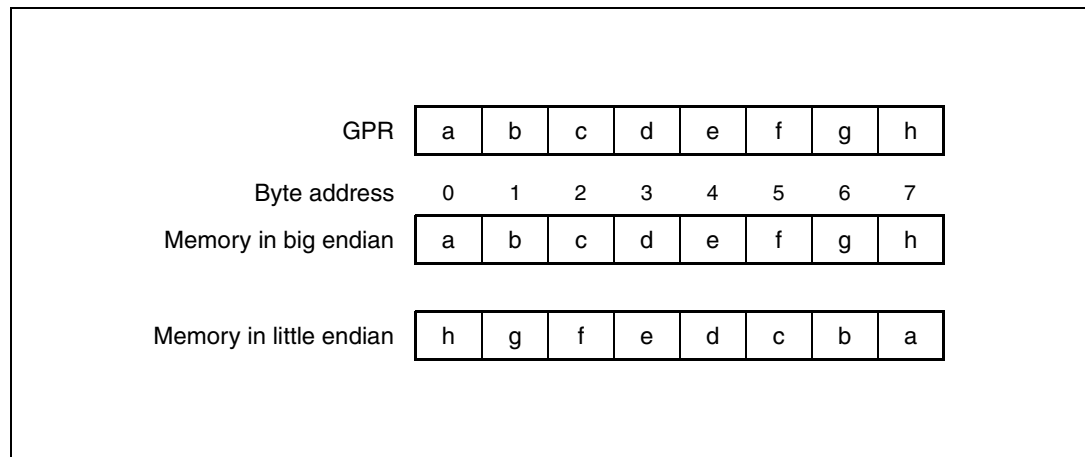 GPR a b c d e f g h
Byte address 0 1 2 3 4 5 6 7
Memory in big endian a b c d e f g h
Memory in little endian h g f e d c b a